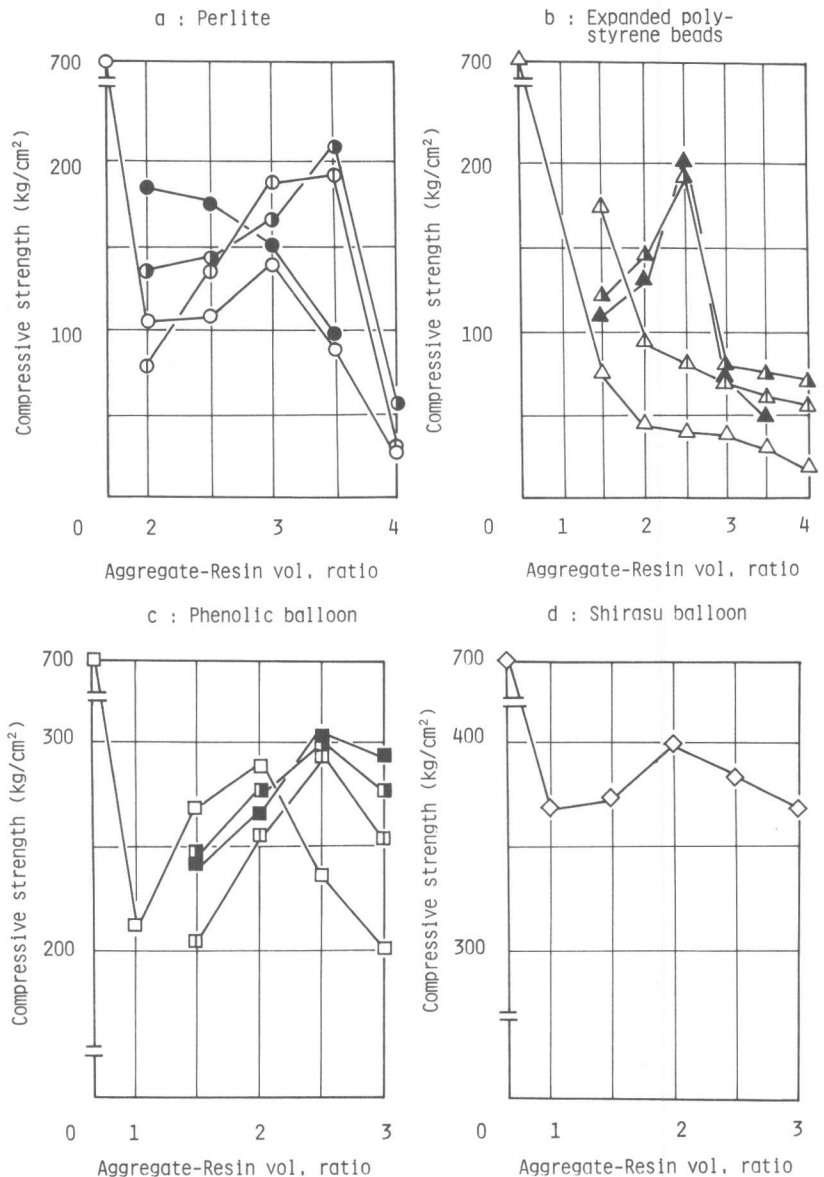 a : Perlite
700
200
100
Compressive strength (kg/cm²)
0
2
3
4
Aggregate-Resin vol. ratio
b : Expanded poly-
styrene beads
700
200
100
Compressive strength (kg/cm²)
0
1
2
3
4
Aggregate-Resin vol. ratio
c : Phenolic balloon
700
300
200
Compressive strength (kg/cm²)
0
1
2
3
Aggregate-Resin vol. ratio
d : Shirasu balloon
700
400
300
Compressive strength (kg/cm²)
0
1
2
3
Aggregate-Resin vol. ratio